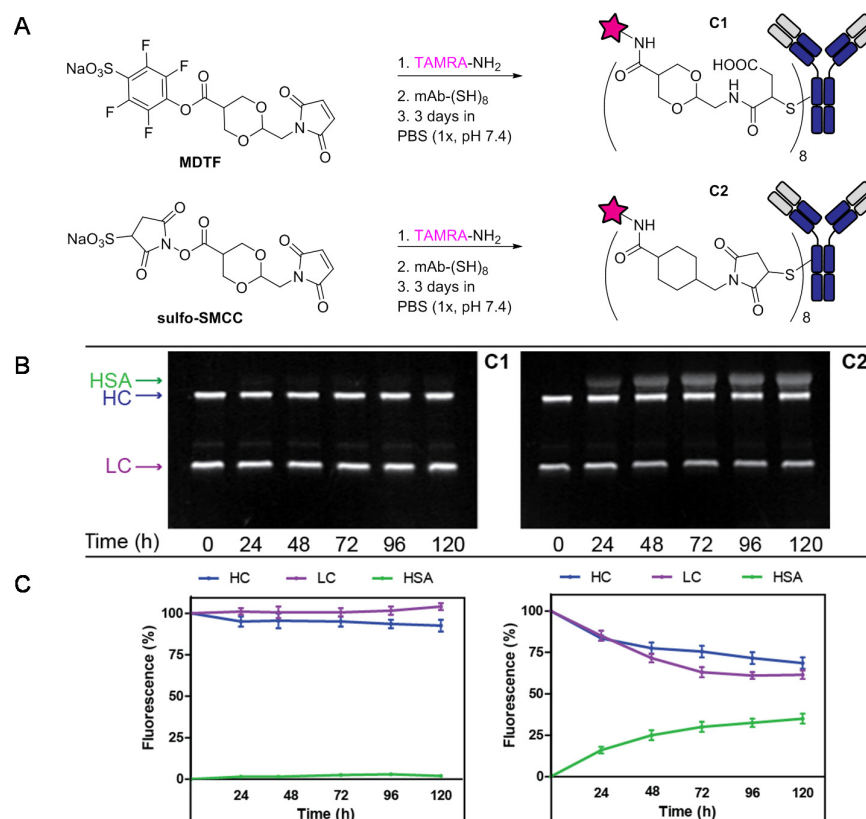 A
NaO3S
F
F
F
F
O
O
O
O
N
O
O
MDTF
1. TAMRA-NH2
2. mAb-(SH)8
3. 3 days in
PBS (1x, pH 7.4)
C1
NH
O
O
O
HOOC
H
N
O
S
8
NaO3S
O
N
O
O
O
O
O
N
O
O
sulfo-SMCC
1. TAMRA-NH2
2. mAb-(SH)8
3. 3 days in
PBS (1x, pH 7.4)
C2
NH
O
O
N
O
S
8
B
HSA
HC
LC
C1
C2
Time (h) 0 24 48 72 96 120
0 24 48 72 96 120
C
HC LC HSA
Fluorescence (%)
100
75
50
25
0
24 48 72 96 120
Time (h)
HC LC HSA
Fluorescence (%)
100
75
50
25
0
24 48 72 96 120
Time (h)